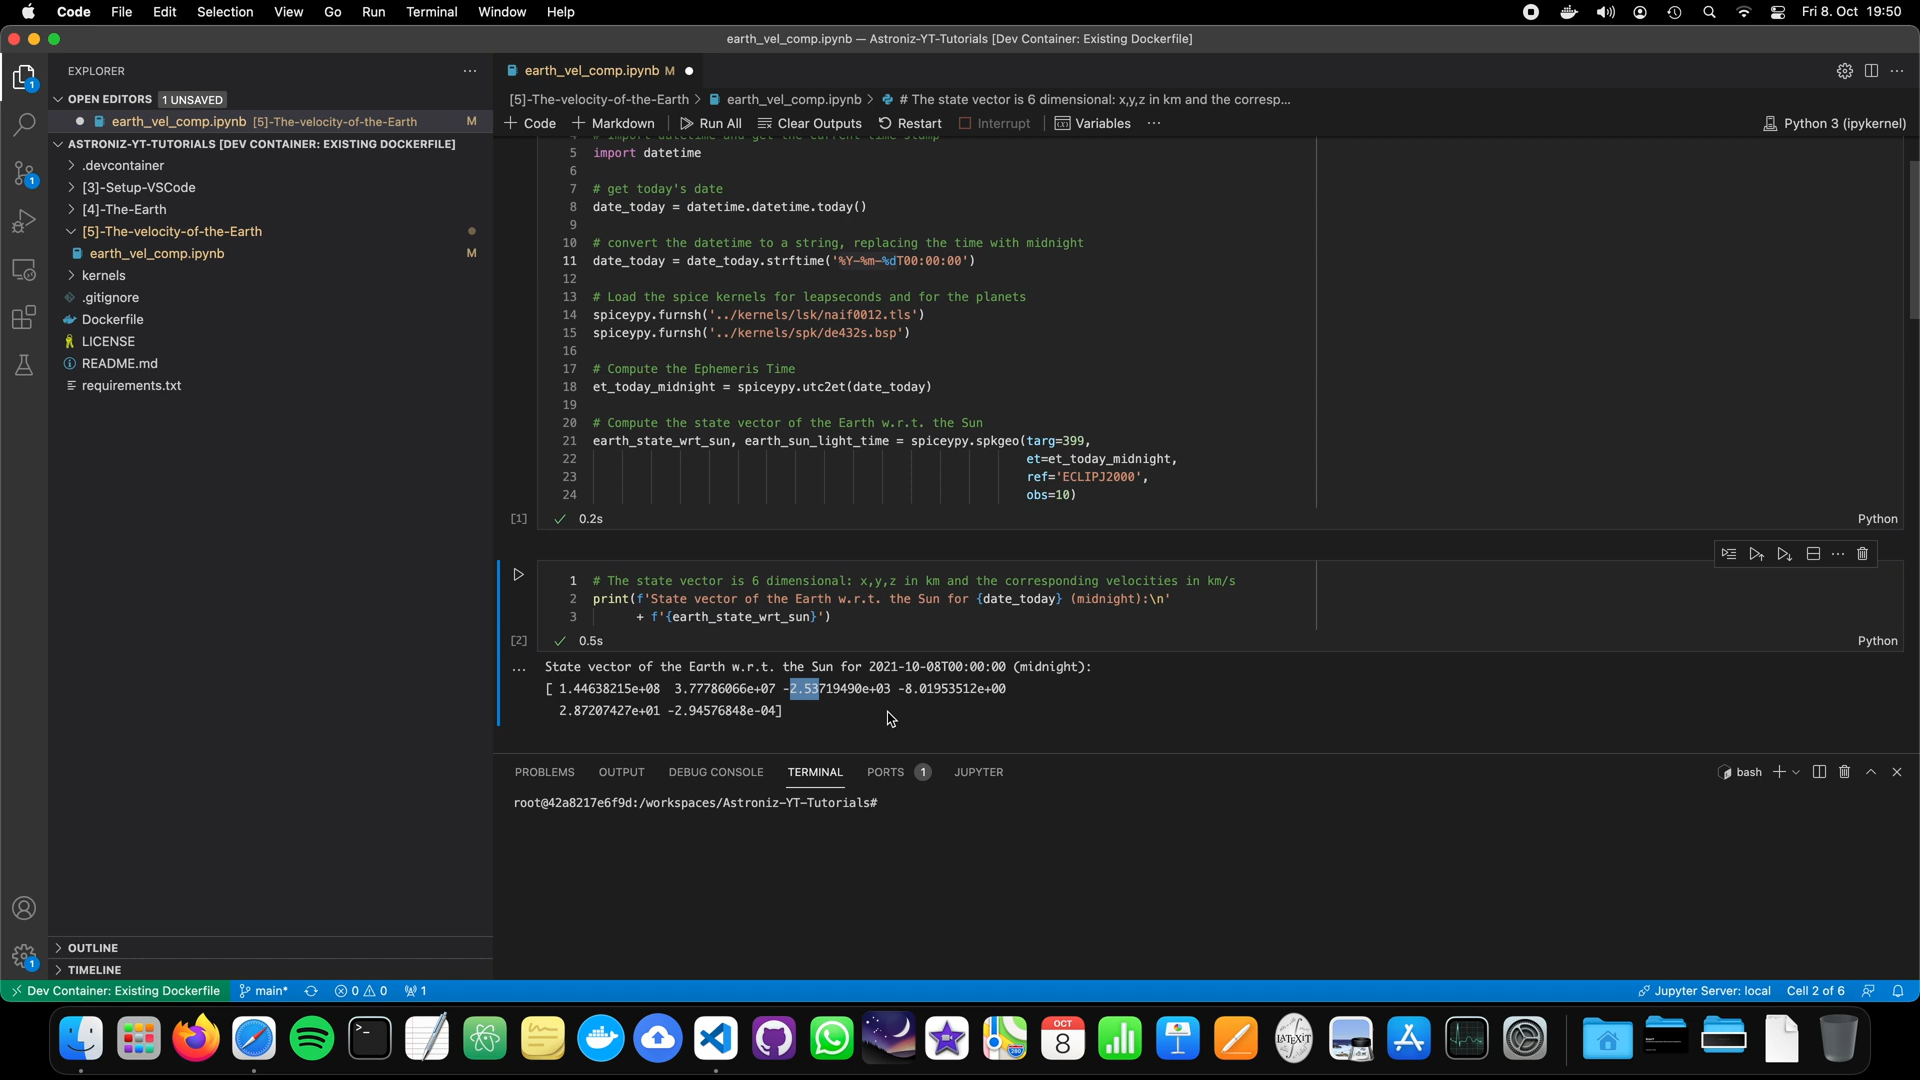 Code File Edit Selection View Go Run Terminal Window Help Fri 8. Oct 19:50
earth_vel_comp.ipynb — Astroniz-YT-Tutorials [Dev Container: Existing Dockerfile]
EXPLORER
OPEN EDITORS 1 UNSAVED
earth_vel_comp.ipynb [5]-The-velocity-of-the-Earth M
ASTRONIZ-YT-TUTORIALS [DEV CONTAINER: EXISTING DOCKERFILE]
.devcontainer
[3]-Setup-VSCode
[4]-The-Earth
[5]-The-velocity-of-the-Earth
earth_vel_comp.ipynb M
kernels
.gitignore
Dockerfile
LICENSE
README.md
requirements.txt
OUTLINE
TIMELINE
earth_vel_comp.ipynb M
[5]-The-velocity-of-the-Earth > earth_vel_comp.ipynb > # The state vector is 6 dimensional: x,y,z in km and the corresp...
+ Code + Markdown Run All Clear Outputs Restart Interrupt Variables ... Python 3 (ipykernel)
4 # Import datetime and get the current time stamp
5 import datetime
6
7 # get today's date
8 date_today = datetime.datetime.today()
9
10 # convert the datetime to a string, replacing the time with midnight
11 date_today = date_today.strftime('%Y-%m-%dT00:00:00')
12
13 # Load the spice kernels for leapseconds and for the planets
14 spiceypy.furnsh('../kernels/lsk/naif0012.tls')
15 spiceypy.furnsh('../kernels/spk/de432s.bsp')
16
17 # Compute the Ephemeris Time
18 et_today_midnight = spiceypy.utc2et(date_today)
19
20 # Compute the state vector of the Earth w.r.t. the Sun
21 earth_state_wrt_sun, earth_sun_light_time = spiceypy.spkgeo(targ=399,
22 et=et_today_midnight,
23 ref='ECLIPJ2000',
24 obs=10)
[1] 0.2s Python
1 # The state vector is 6 dimensional: x,y,z in km and the corresponding velocities in km/s
2 print(f'State vector of the Earth w.r.t. the Sun for {date_today} (midnight):\n'
3 + f'{earth_state_wrt_sun}')
[2] 0.5s Python
... State vector of the Earth w.r.t. the Sun for 2021-10-08T00:00:00 (midnight):
[ 1.44638215e+08 3.77786066e+07 -2.53719490e+03 -8.01953512e+00
2.87207427e+01 -2.94576848e-04]
PROBLEMS OUTPUT DEBUG CONSOLE TERMINAL PORTS 1 JUPYTER bash
root@42a8217e6f9d:/workspaces/Astroniz-YT-Tutorials#
Dev Container: Existing Dockerfile main* 0 0 1 Jupyter Server: local Cell 2 of 6
OCT
8
280
LATEXiT